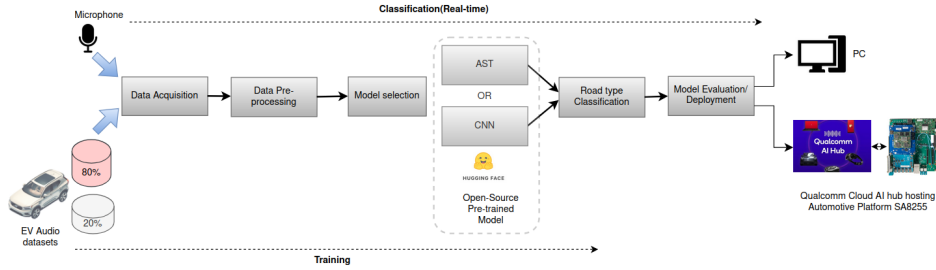 Classification(Real-time)
Microphone
Data Acquisition
Data Pre-
processing
Model selection
AST
OR
CNN
HUGGING FACE
Open-Source
Pre-trained
Model
Road type
Classification
Model Evaluation/
Deployment
PC
Qualcomm
AI Hub
Qualcomm Cloud AI hub hosting
Automotive Platform SA8255
80%
20%
EV Audio
datasets
Training